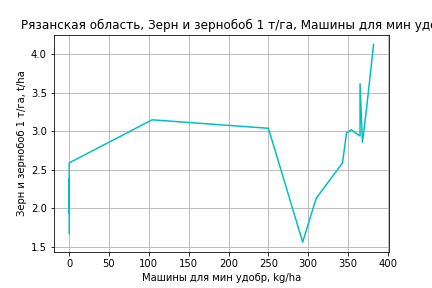 Рязанская область, Зерн и зернобоб 1 т/га, Машины для мин удо
4.0
3.5
3.0
2.5
2.0
1.5
Зерн и зернобоб 1 т/га, t/ha
0 50 100 150 200 250 300 350 400
Машины для мин удобр, kg/ha